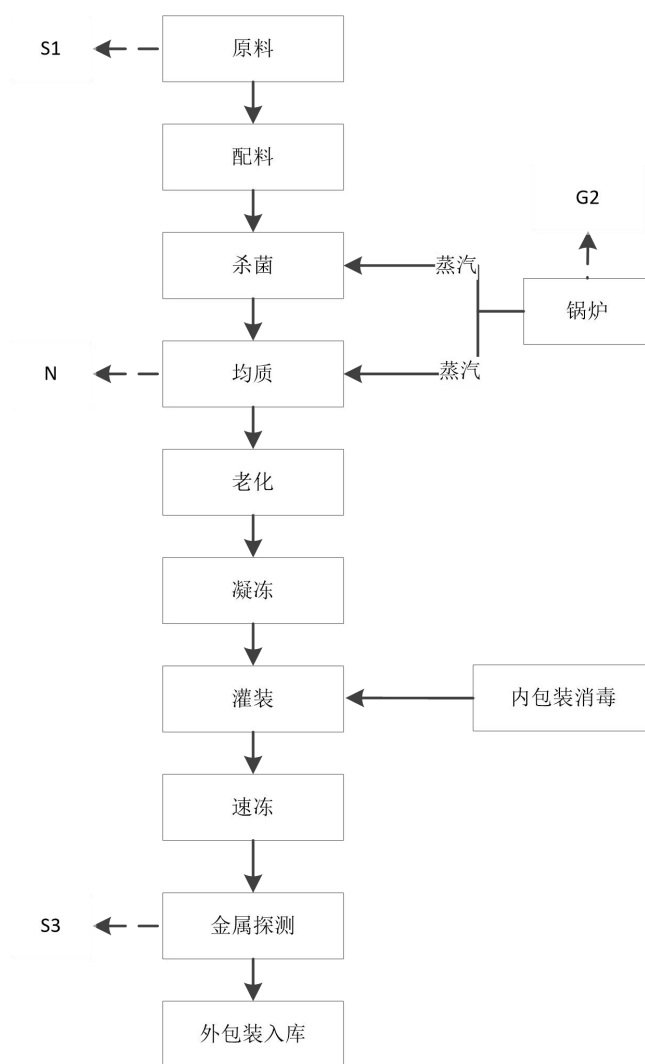 S1
原料
配料
G2
杀菌
蒸汽
锅炉
N
均质
蒸汽
老化
凝冻
灌装
内包装消毒
速冻
S3
金属探测
外包装入库